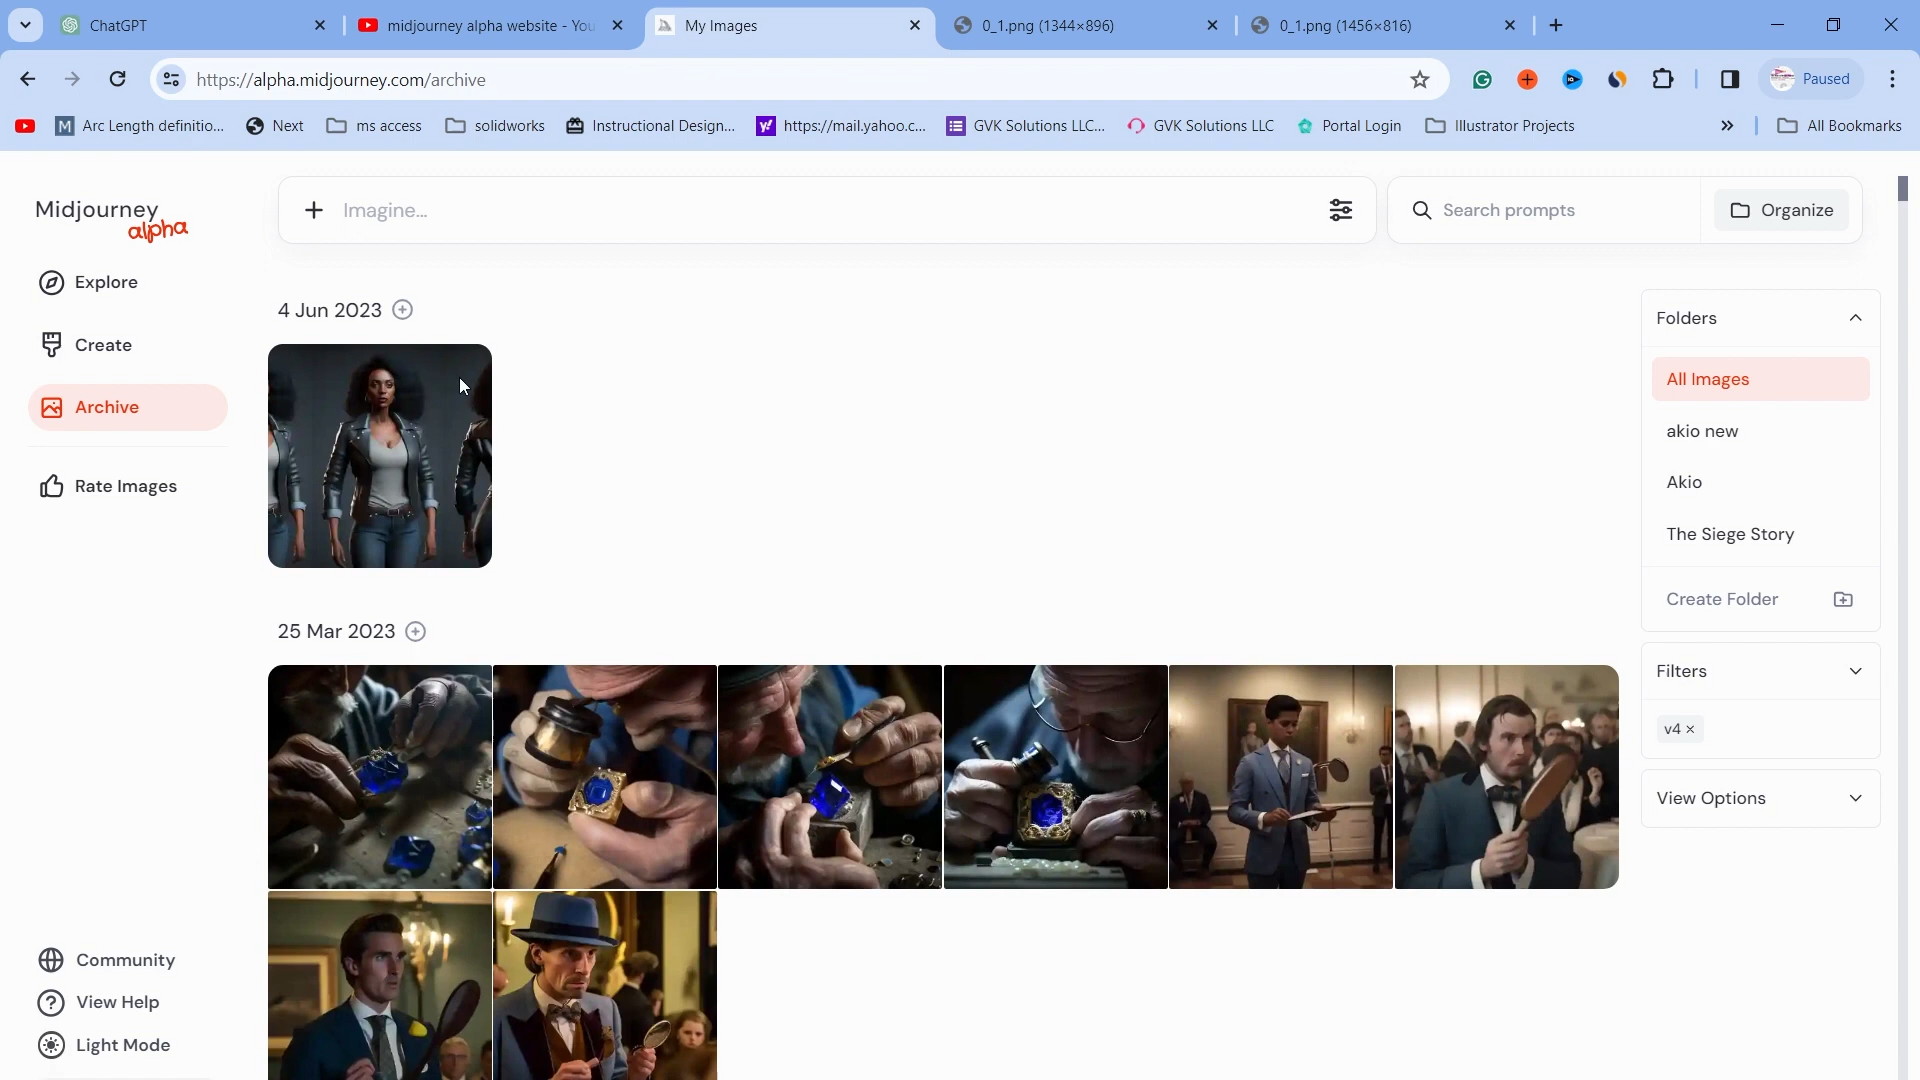 ChatGPT
midjourney alpha website - You
My Images
0_1.png (1344×896)
0_1.png (1456×816)
https://alpha.midjourney.com/archive
Paused
Arc Length definitio...
Next
ms access
solidworks
Instructional Design...
https://mail.yahoo.c...
GVK Solutions LLC...
GVK Solutions LLC
Portal Login
Illustrator Projects
All Bookmarks
Midjourney
alpha
Imagine...
Search prompts
Organize
Explore
Create
Archive
Rate Images
4 Jun 2023
25 Mar 2023
Folders
All Images
akio new
Akio
The Siege Story
Create Folder
Filters
v4 ×
View Options
Community
View Help
Light Mode